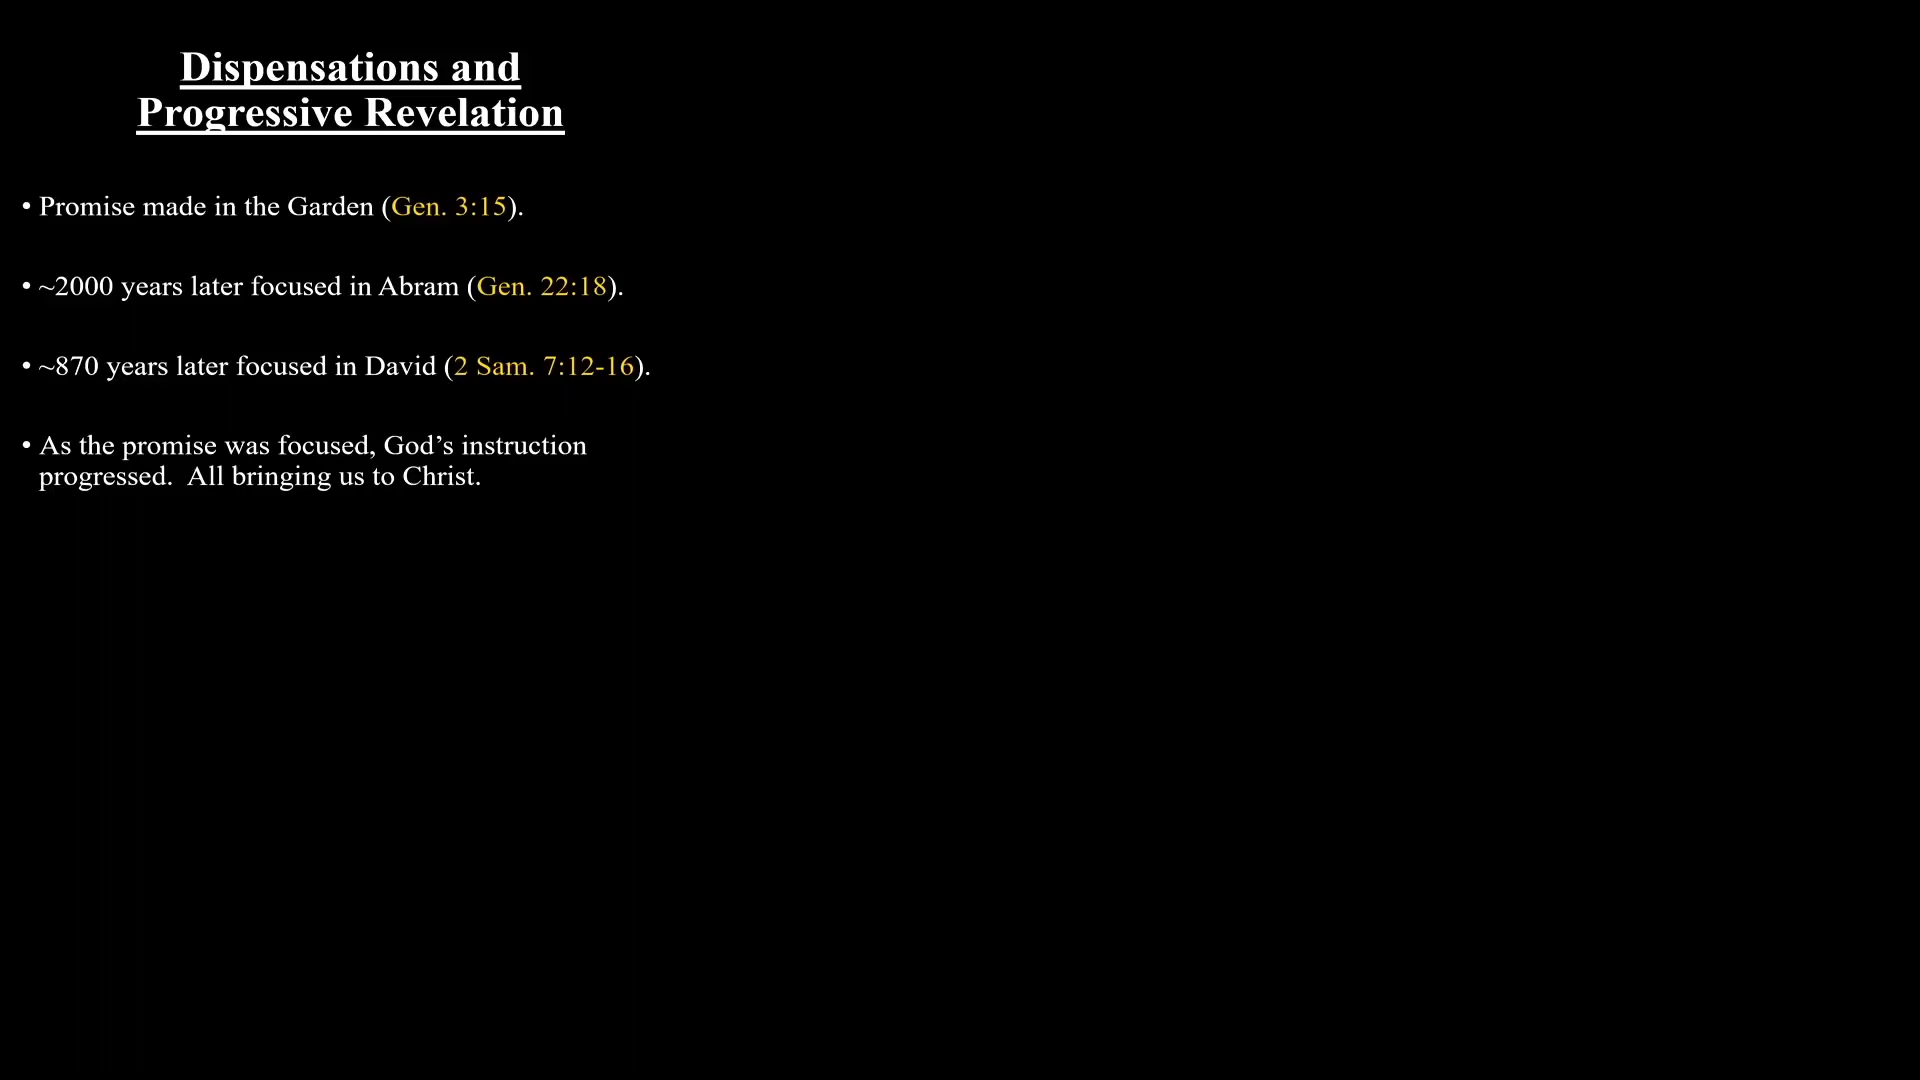 Dispensations and
Progressive Revelation
• Promise made in the Garden (Gen. 3:15).
• ~2000 years later focused in Abram (Gen. 22:18).
• ~870 years later focused in David (2 Sam. 7:12-16).
• As the promise was focused, God’s instruction
progressed.  All bringing us to Christ.